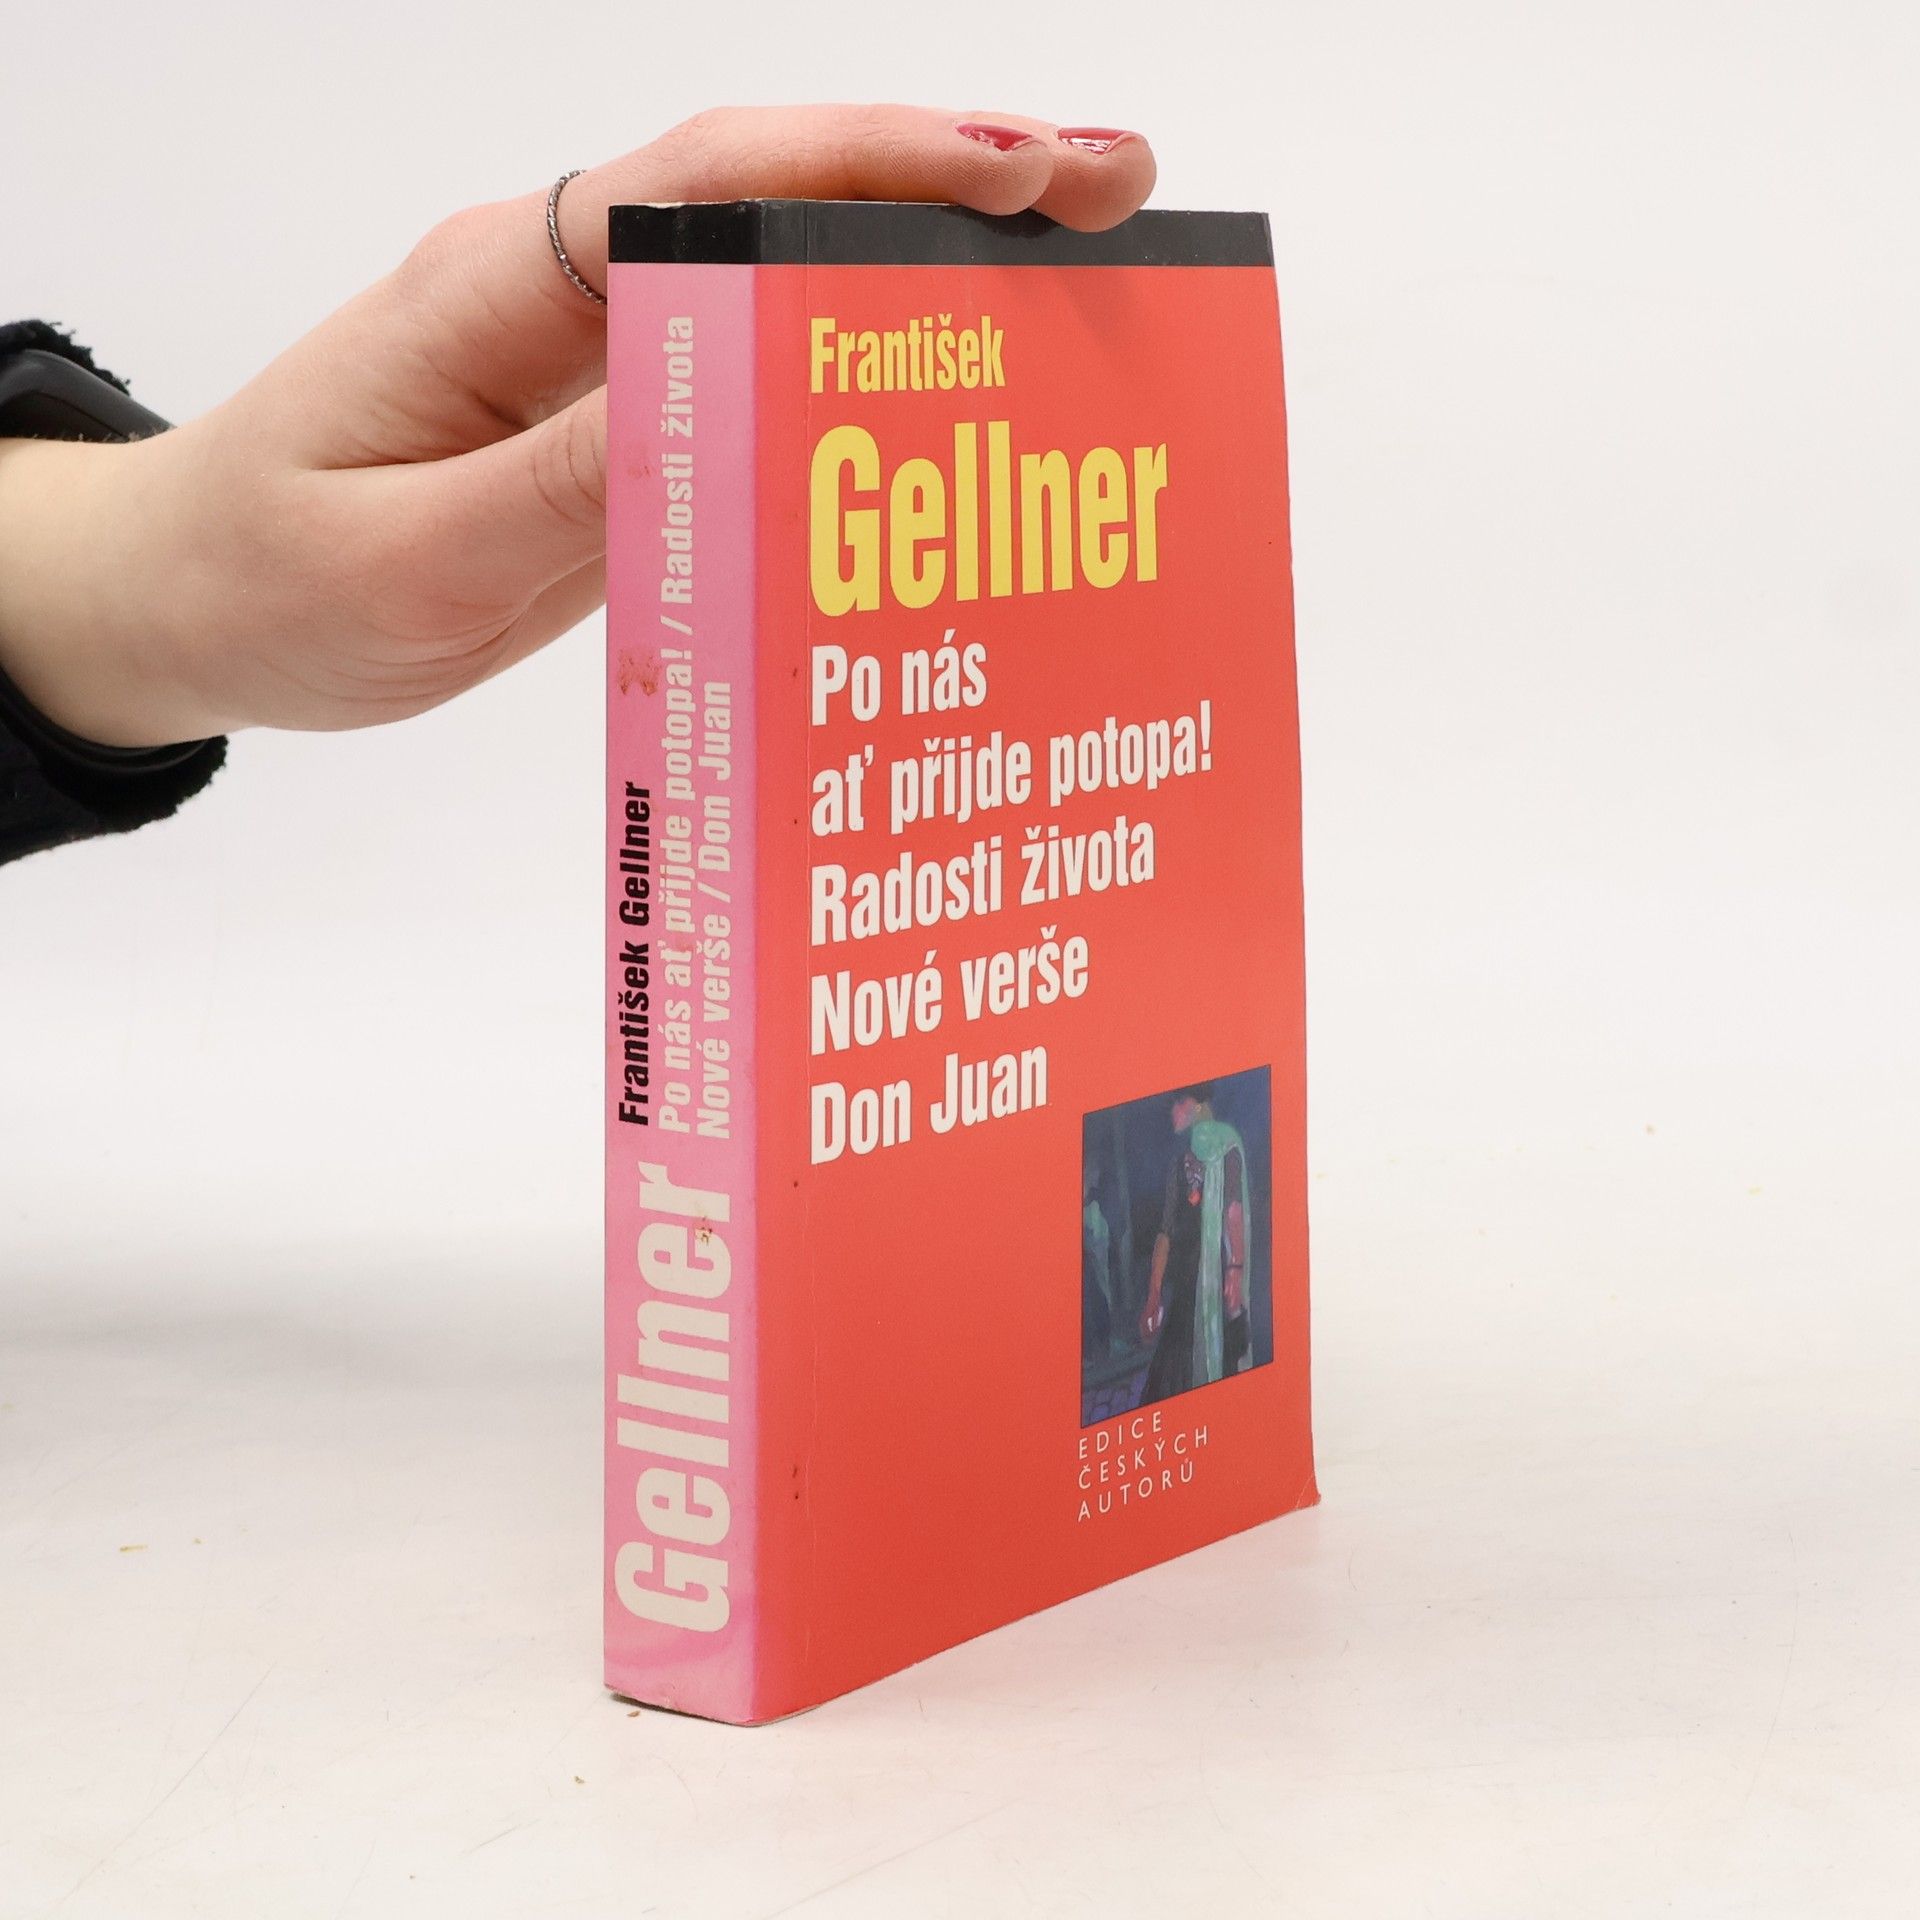 František Gellner
Po nás ať přijde potopa! / Radosti života
Nové verše / Don Juan
Gellner
František
Gellner
Po nás
ať přijde potopa!
Radosti života
Nové verše
Don Juan
EDICE
ČESKÝCH
AUTORŮ